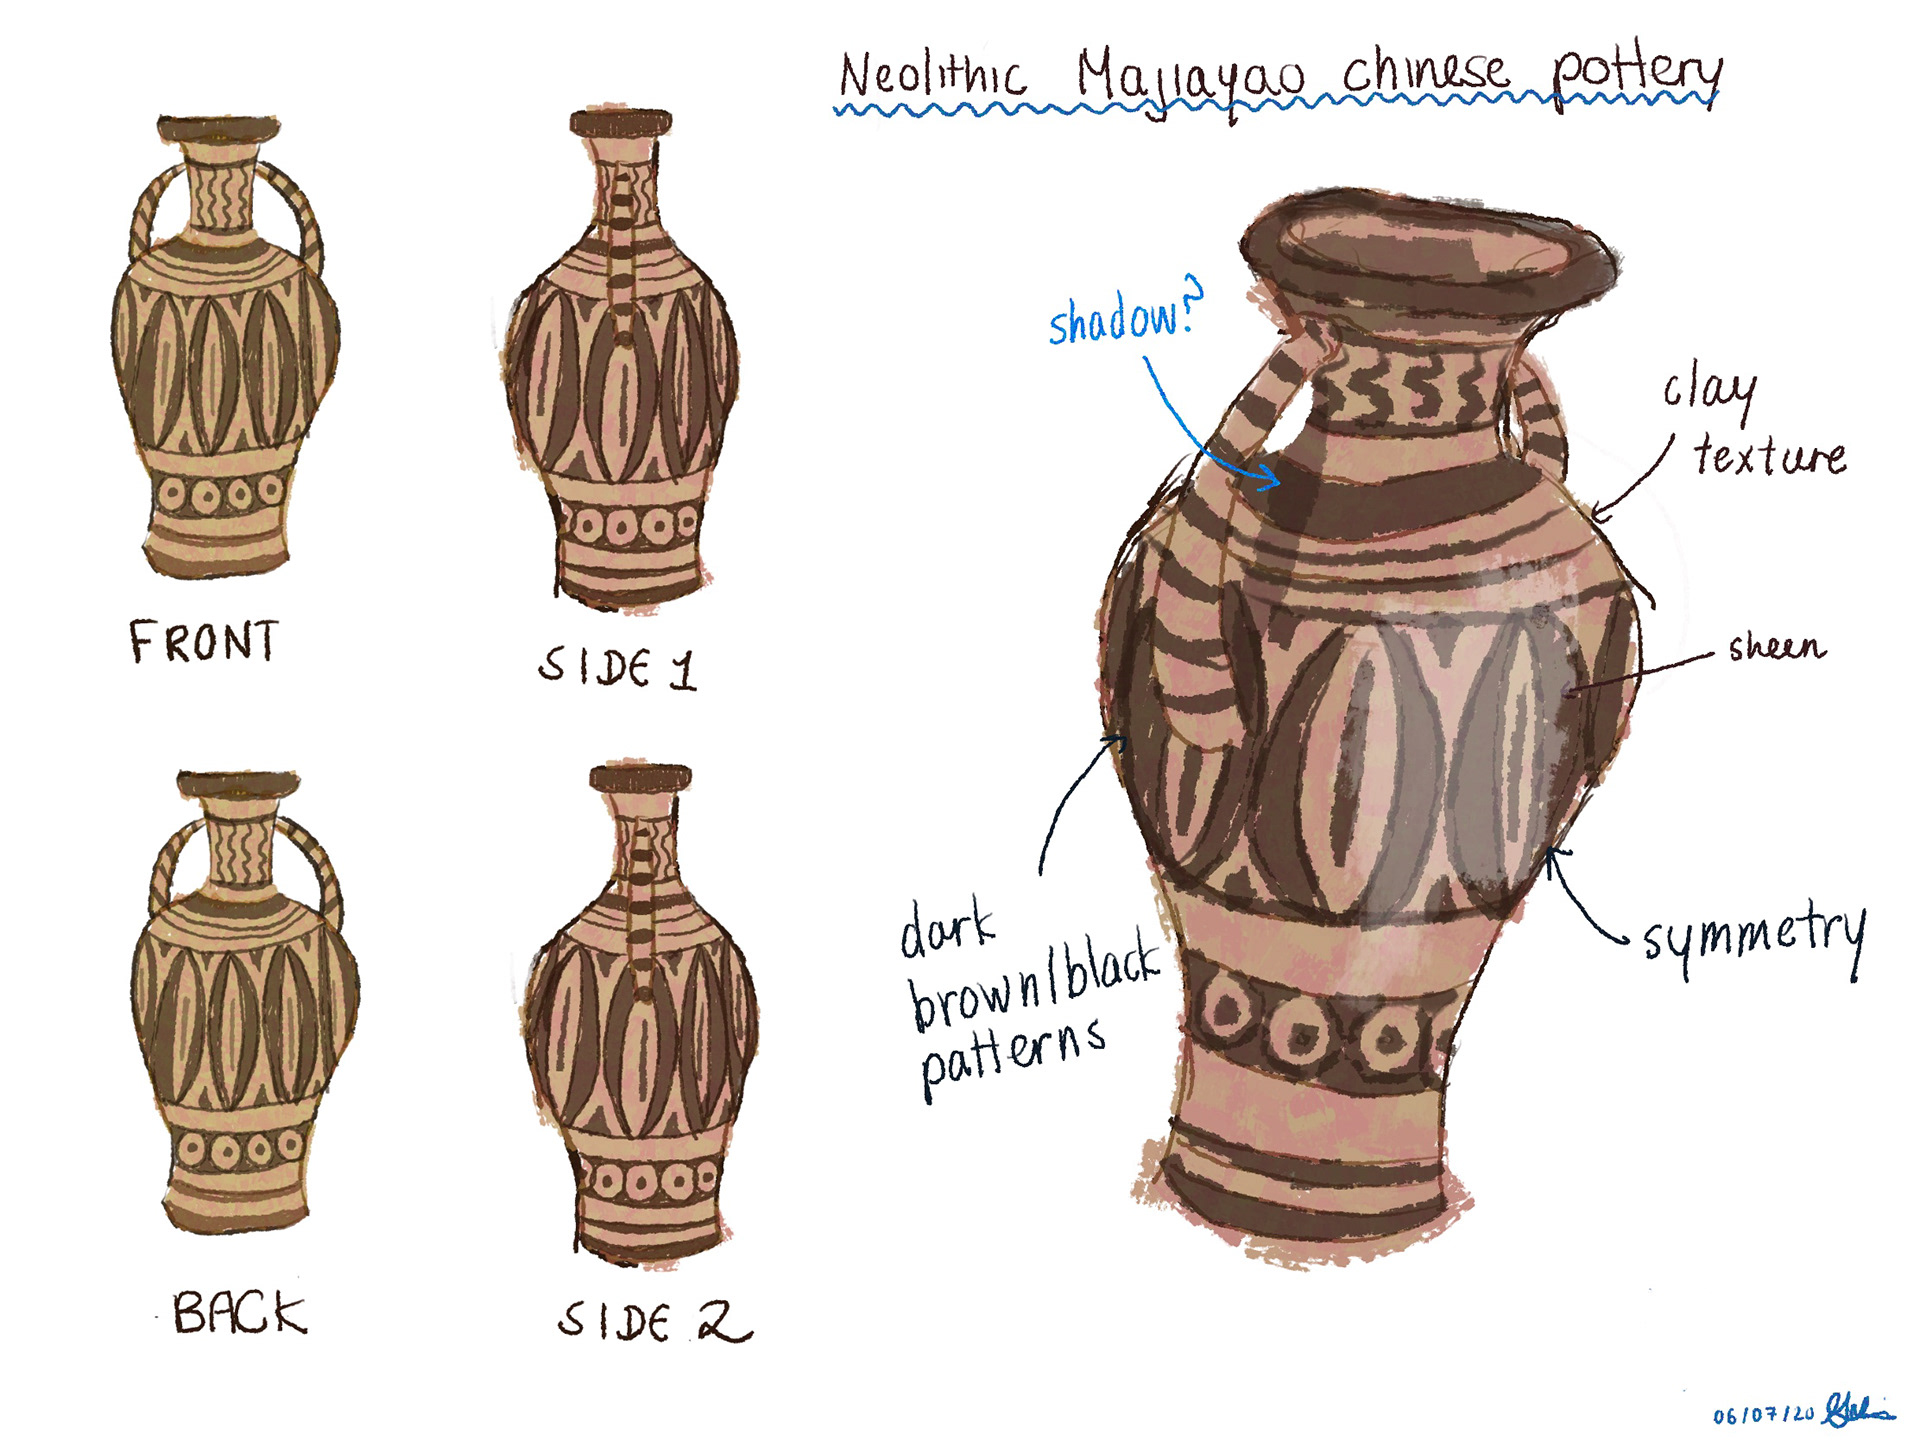 Neolithic Majiayao chinese pottery
shadow?
clay
texture
sheen
dark
brown/black
patterns
symmetry
FRONT
SIDE 1
BACK
SIDE 2
06/07/20